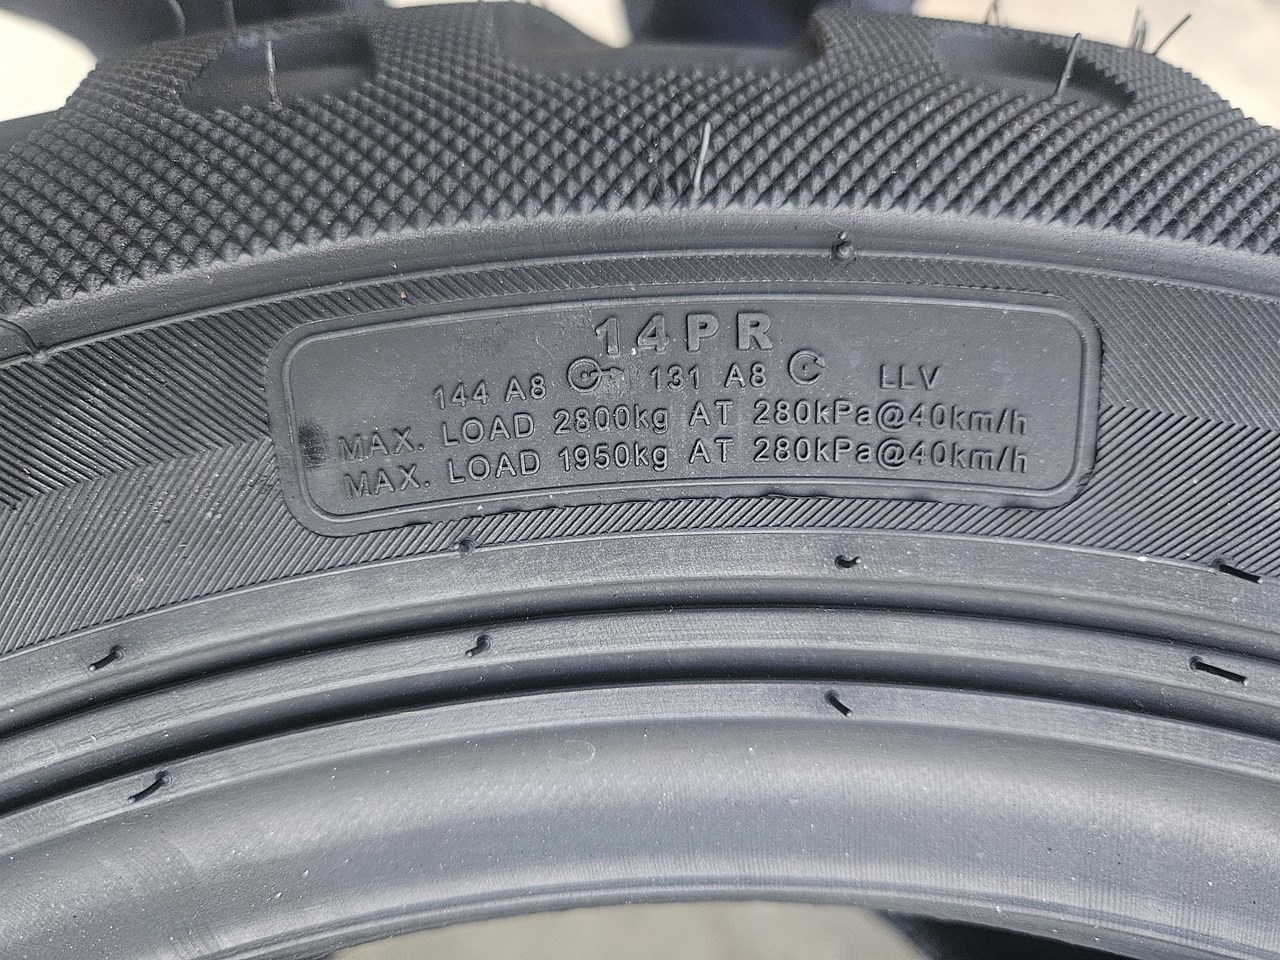 14PR
144 A8 131 A8 LLV
MAX. LOAD 2800kg AT 280kPa@40km/h
MAX. LOAD 1950kg AT 280kPa@40km/h